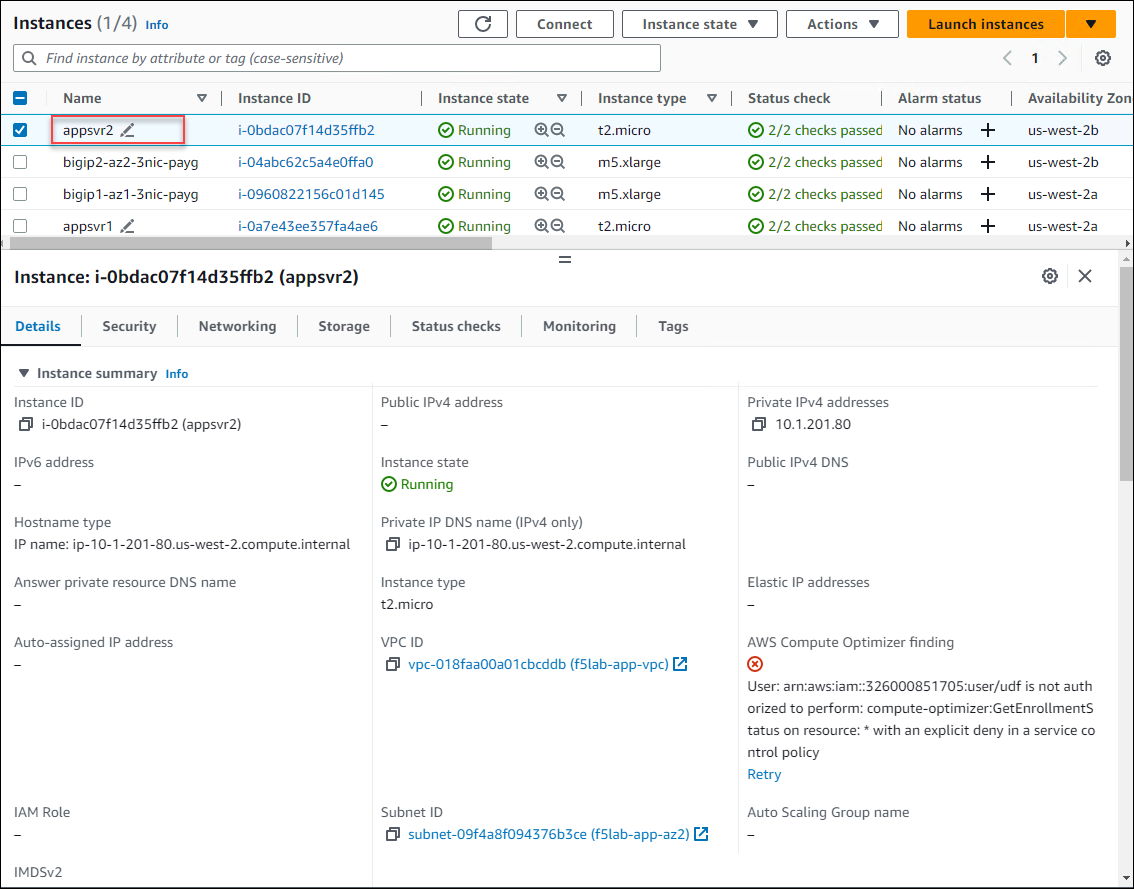 Instances (1/4) Info
Connect
Instance state
Actions
Launch instances
Find instance by attribute or tag (case-sensitive)
1
Name Instance ID Instance state Instance type Status check Alarm status Availability Zon
appsvr2 i-0bdac07f14d35ffb2 Running t2.micro 2/2 checks passed No alarms us-west-2b
bigip2-az2-3nic-payg i-04abc62c5a4e0ffa0 Running m5.xlarge 2/2 checks passed No alarms us-west-2b
bigip1-az1-3nic-payg i-0960822156c01d145 Running m5.xlarge 2/2 checks passed No alarms us-west-2a
appsvr1 i-0a7e43ee357fa4ae6 Running t2.micro 2/2 checks passed No alarms us-west-2a
Instance: i-0bdac07f14d35ffb2 (appsvr2)
Details Security Networking Storage Status checks Monitoring Tags
Instance summary Info
Instance ID
i-0bdac07f14d35ffb2 (appsvr2)
Public IPv4 address
–
Private IPv4 addresses
10.1.201.80
IPv6 address
–
Instance state
Running
Public IPv4 DNS
–
Hostname type
IP name: ip-10-1-201-80.us-west-2.compute.internal
Private IP DNS name (IPv4 only)
ip-10-1-201-80.us-west-2.compute.internal
Answer private resource DNS name
–
Instance type
t2.micro
Elastic IP addresses
–
Auto-assigned IP address
–
VPC ID
vpc-018faa00a01cbcddb (f5lab-app-vpc)
AWS Compute Optimizer finding
User: arn:aws:iam::326000851705:user/udf is not auth
orized to perform: compute-optimizer:GetEnrollmentS
tatus on resource: * with an explicit deny in a service co
ntrol policy
Retry
IAM Role
–
Subnet ID
subnet-09f4a8f094376b3ce (f5lab-app-az2)
Auto Scaling Group name
–
IMDSv2